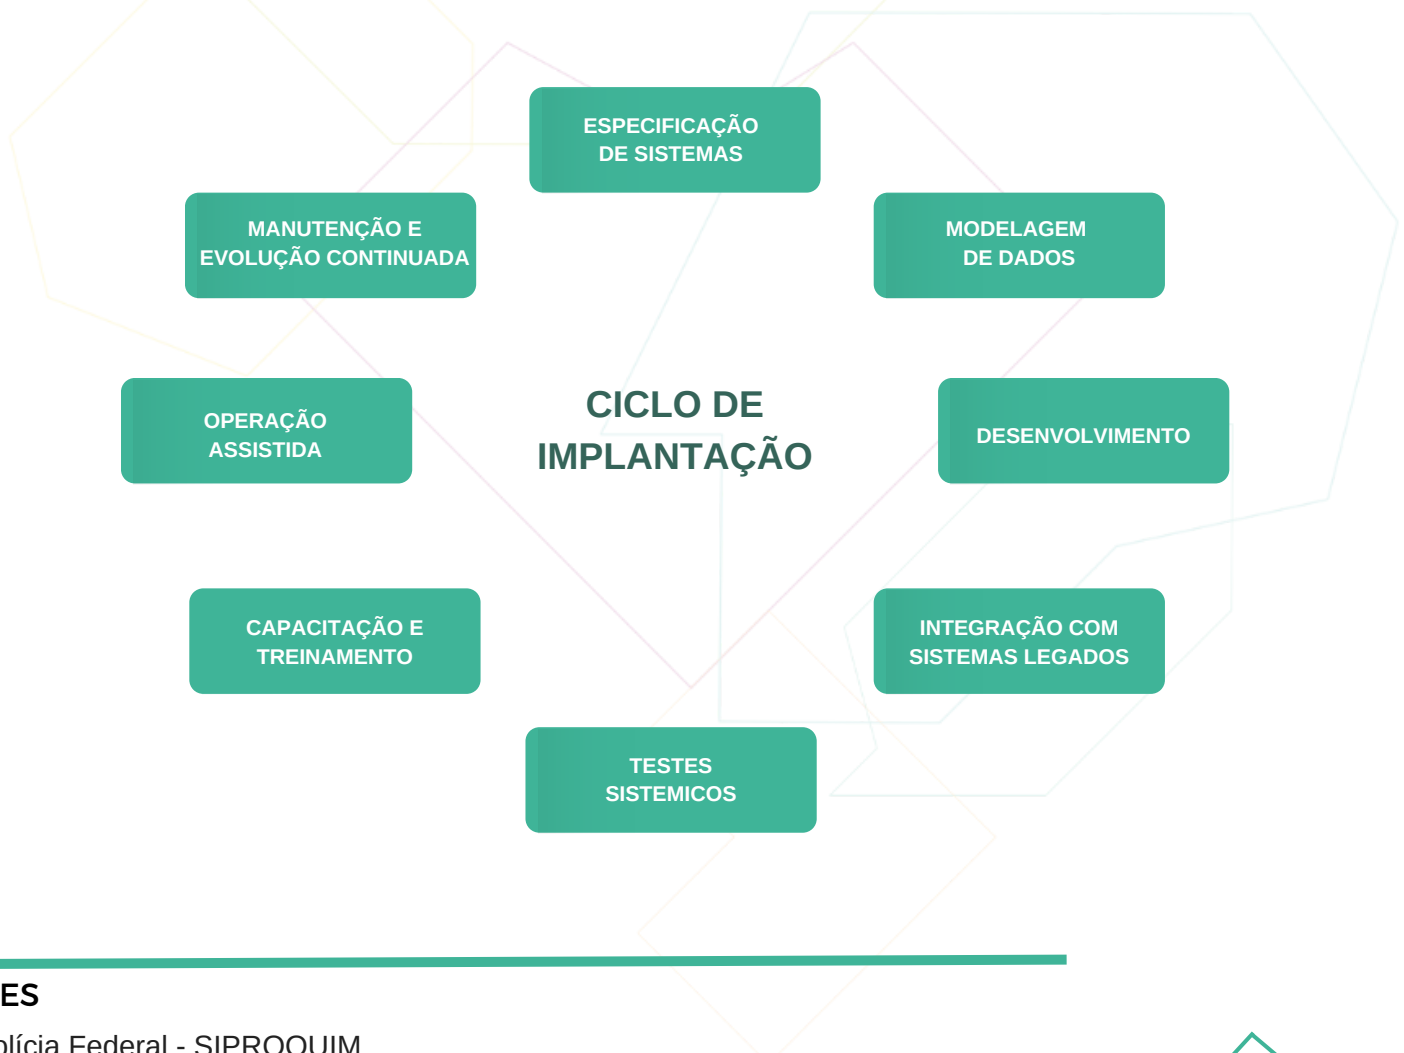 ESPECIFICAÇÃO
DE SISTEMAS
MANUTENÇÃO E
EVOLUÇÃO CONTINUADA
MODELAGEM
DE DADOS
CICLO DE
IMPLANTAÇÃO
OPERAÇÃO
ASSISTIDA
DESENVOLVIMENTO
CAPACITAÇÃO E
TREINAMENTO
INTEGRAÇÃO COM
SISTEMAS LEGADOS
TESTES
SISTEMICOS
ES
olícia Federal - SIPROQUIM